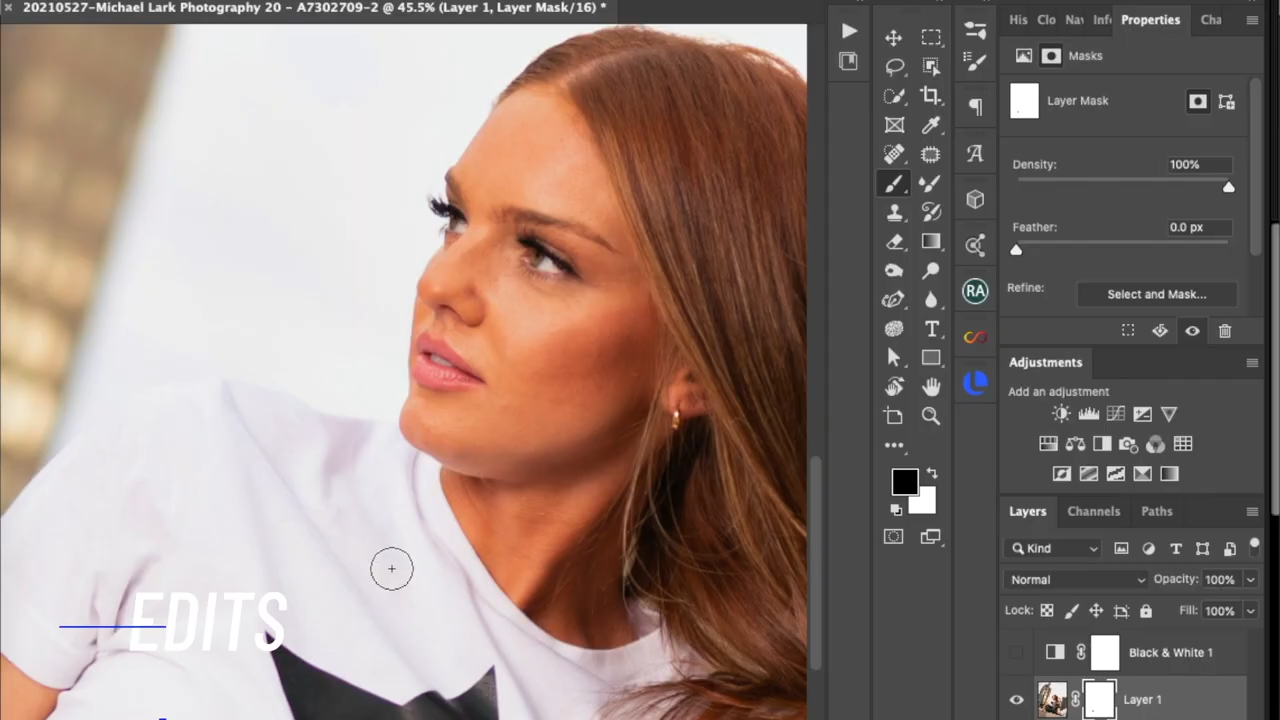 20210527-Michael Lark Photography 20 - A7302709-2 @ 45.5% (Layer 1, Layer Mask/16) *
His Clo Nav Info Properties Cha
Masks
Layer Mask
Density: 100%
Feather: 0.0 px
Refine: Select and Mask...
RA
Adjustments
Add an adjustment
Layers Channels Paths
Kind
Normal Opacity: 100%
Lock: Fill: 100%
Black & White 1
Layer 1
EDITS